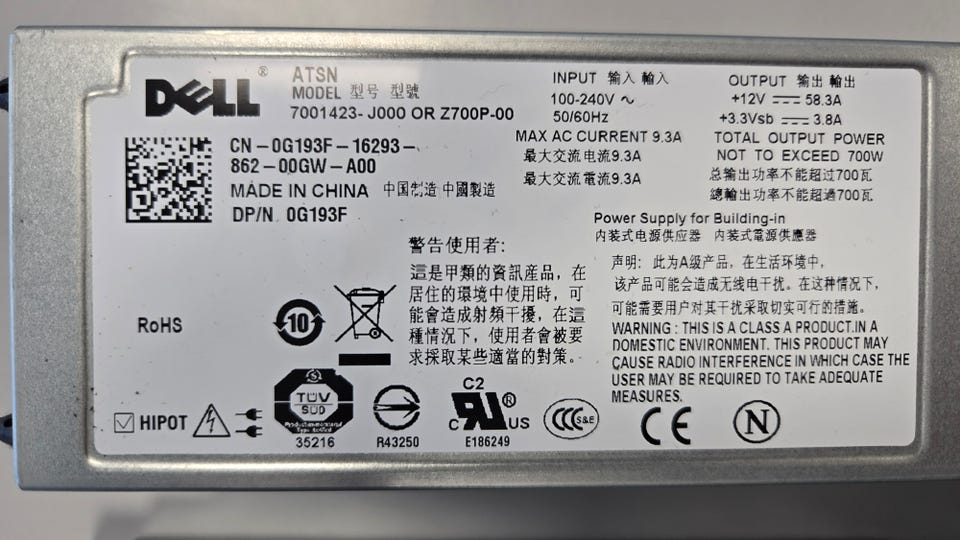 DELL®
ATSN
MODEL 型号 型號
7001423- J000 OR Z700P-00
CN – 0G193F – 16293 –
862 – 00GW – A00
MADE IN CHINA 中国制造 中國製造
DP/N 0G193F
INPUT 输入 輸入
100-240V ∼
50/60Hz
MAX AC CURRENT 9.3A
最大交流电流9.3A
最大交流電流9.3A
OUTPUT 输出 輸出
+12V ⎓ 58.3A
+3.3Vsb ⎓ 3.8A
TOTAL OUTPUT POWER
NOT TO EXCEED 700W
总输出功率不能超过700瓦
總輸出功率不能超過700瓦
Power Supply for Building-in
内装式电源供应器 內装式電源供應器
警告使用者:
這是甲類的資訊産品，在
居住的環境中使用時，可
能會造成射頻干擾，在這
種情況下，使用者會被要
求採取某些適當的對策。
声明：此为A级产品，在生活环境中，
该产品可能会造成无线电干扰。在这种情况下，
可能需要用户对其干扰采取切实可行的措施。
WARNING : THIS IS A CLASS A PRODUCT.IN A
DOMESTIC ENVIRONMENT. THIS PRODUCT MAY
CAUSE RADIO INTERFERENCE IN WHICH CASE THE
USER MAY BE REQUIRED TO TAKE ADEQUATE
MEASURES.
RoHS
10
HIPOT
TÜV
SÜD
35216
R43250
C2
C UR ® US
E186249
CCC S&E
CE
N